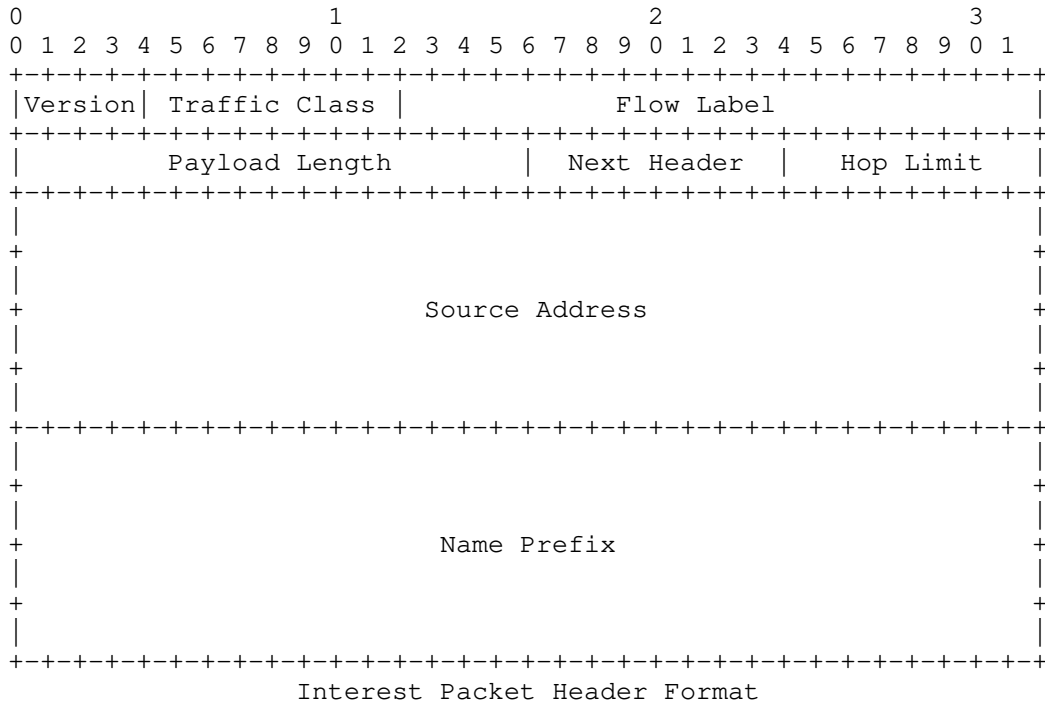 0                   1                   2                   3
0 1 2 3 4 5 6 7 8 9 0 1 2 3 4 5 6 7 8 9 0 1 2 3 4 5 6 7 8 9 0 1
+-+-+-+-+-+-+-+-+-+-+-+-+-+-+-+-+-+-+-+-+-+-+-+-+-+-+-+-+-+-+-+-+
|Version| Traffic Class |             Flow Label                |
+-+-+-+-+-+-+-+-+-+-+-+-+-+-+-+-+-+-+-+-+-+-+-+-+-+-+-+-+-+-+-+-+
|         Payload Length        |  Next Header  |   Hop Limit   |
+-+-+-+-+-+-+-+-+-+-+-+-+-+-+-+-+-+-+-+-+-+-+-+-+-+-+-+-+-+-+-+-+
|                                                               |
+                                                               +
|                                                               |
+                         Source Address                        +
|                                                               |
+                                                               +
|                                                               |
+-+-+-+-+-+-+-+-+-+-+-+-+-+-+-+-+-+-+-+-+-+-+-+-+-+-+-+-+-+-+-+-+
|                                                               |
+                                                               +
|                                                               |
+                          Name Prefix                          +
|                                                               |
+                                                               +
|                                                               |
+-+-+-+-+-+-+-+-+-+-+-+-+-+-+-+-+-+-+-+-+-+-+-+-+-+-+-+-+-+-+-+-+
Interest Packet Header Format